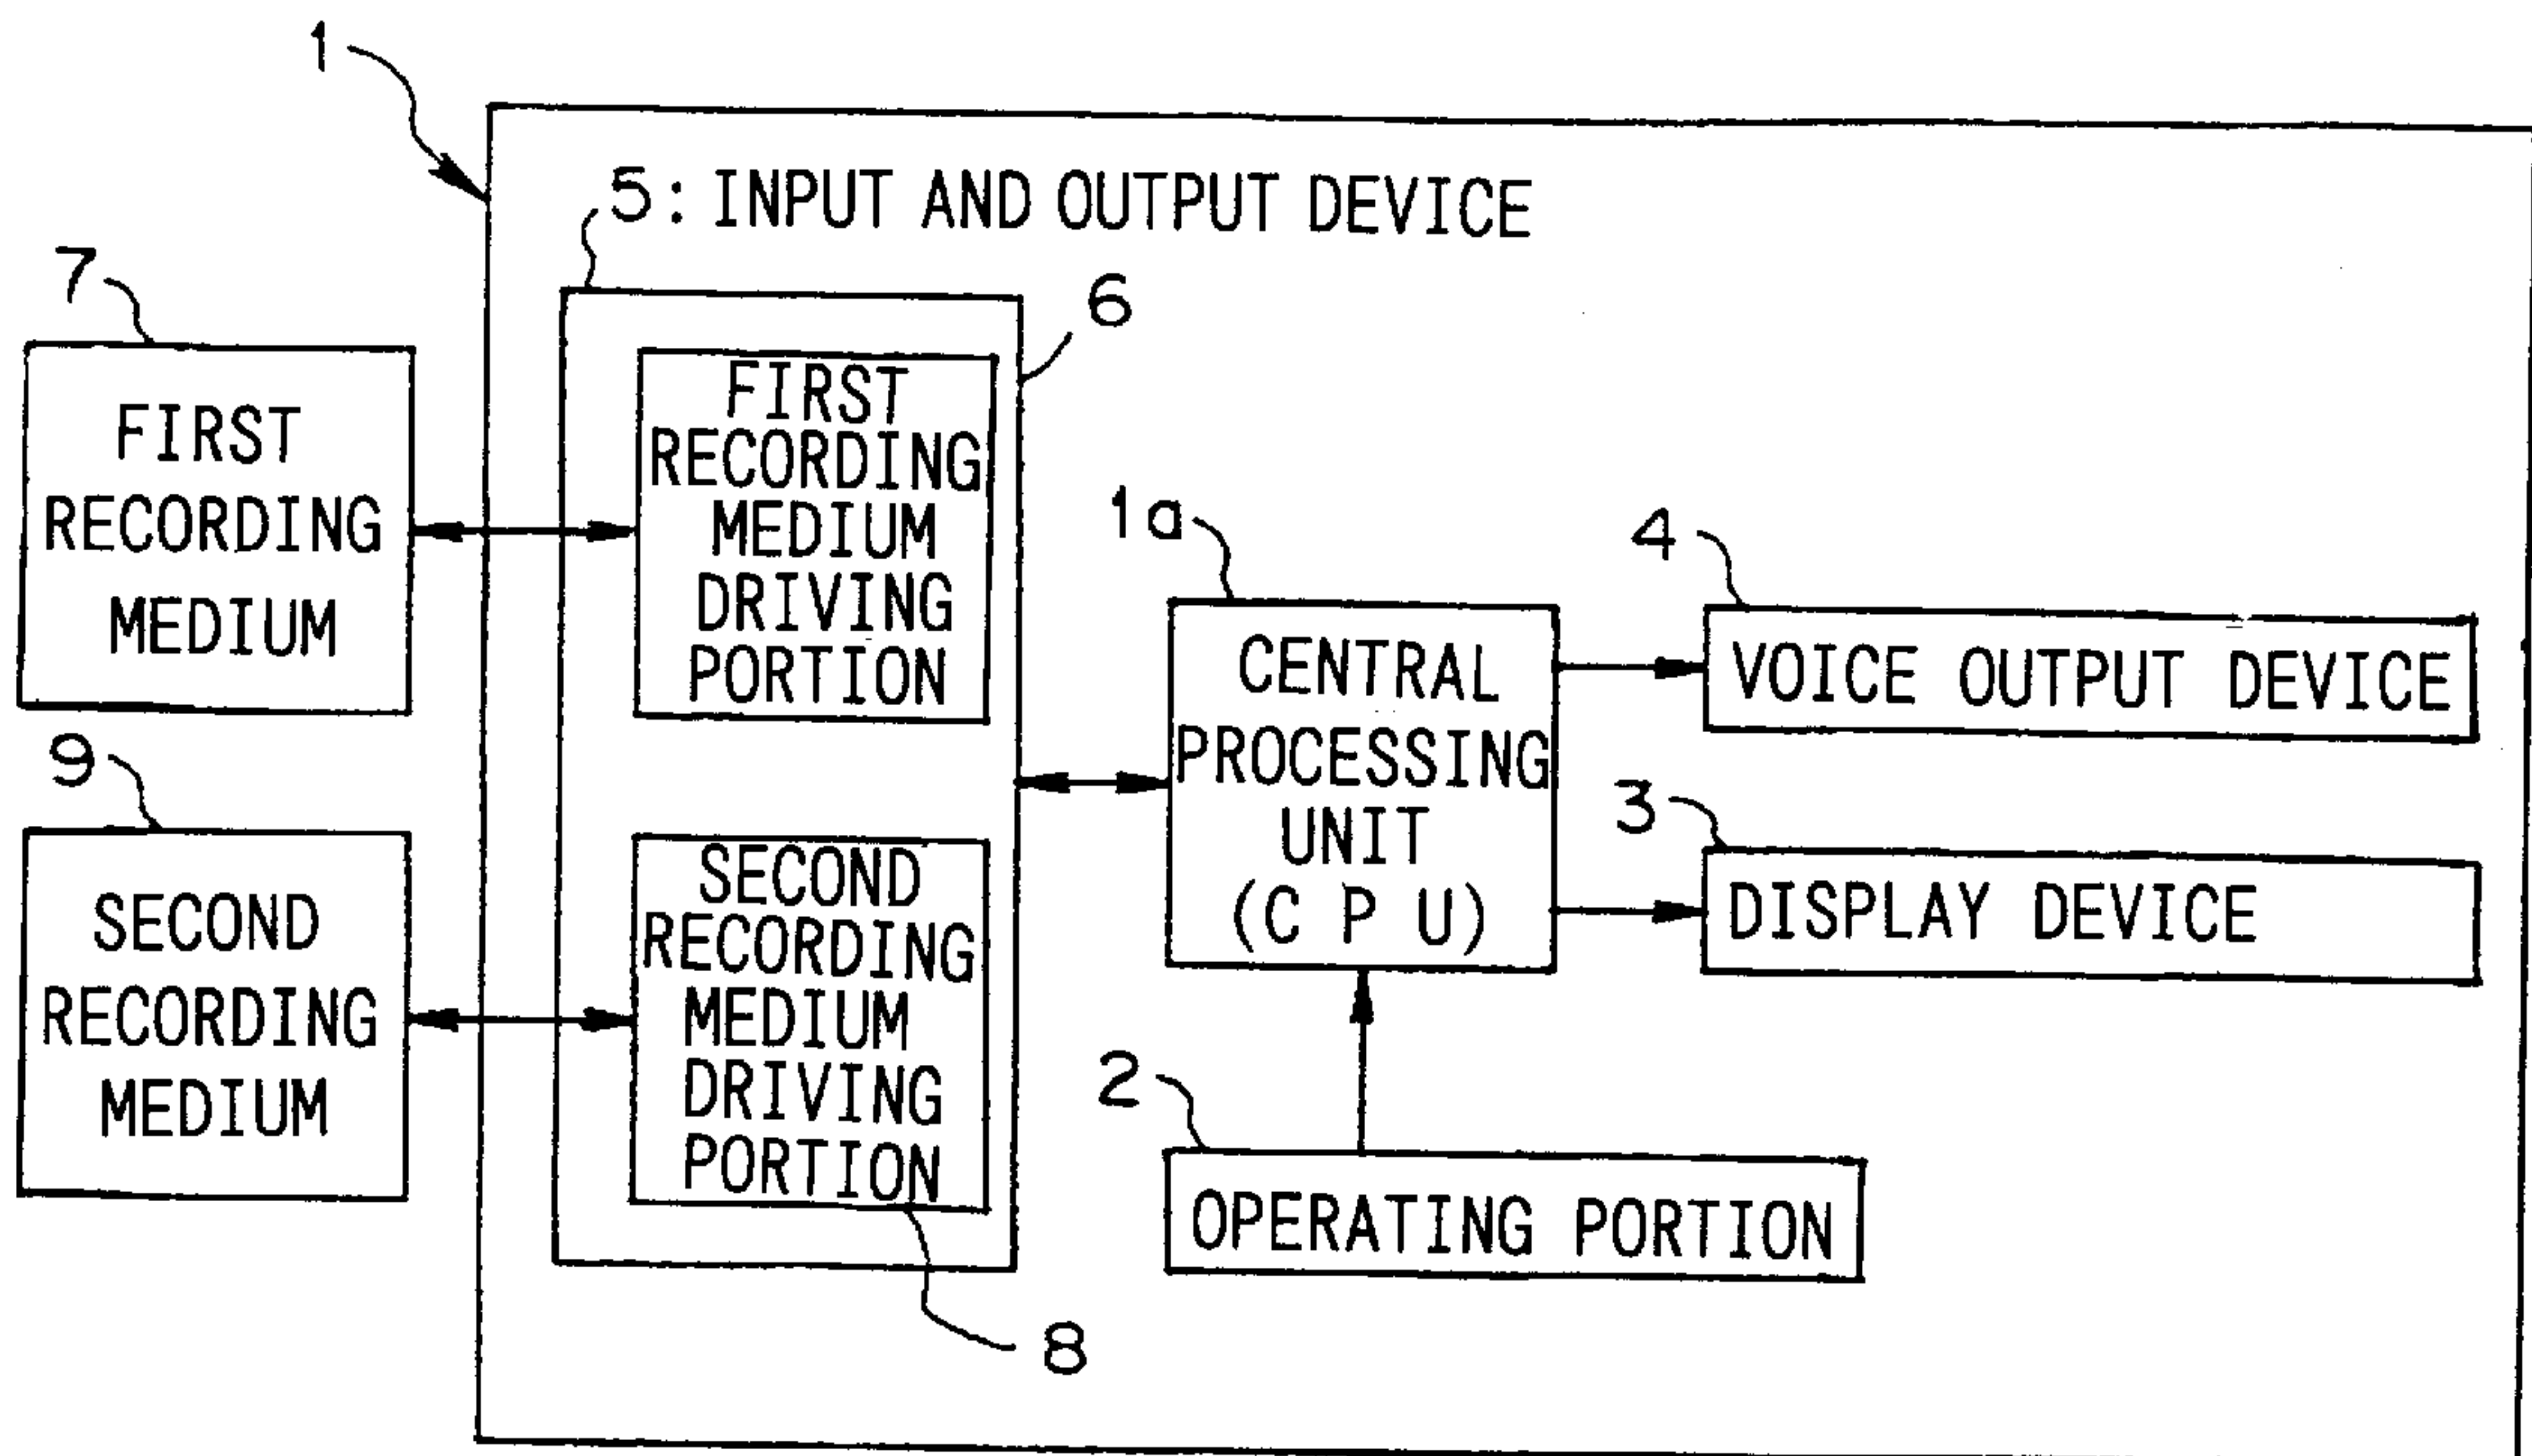 1
5: INPUT AND OUTPUT DEVICE
7
6
FIRST
RECORDING
MEDIUM
FIRST
RECORDING
MEDIUM
DRIVING
PORTION
1a
CENTRAL
PROCESSING
UNIT
(C P U)
4
VOICE OUTPUT DEVICE
3
DISPLAY DEVICE
9
SECOND
RECORDING
MEDIUM
SECOND
RECORDING
MEDIUM
DRIVING
PORTION
8
2
OPERATING PORTION